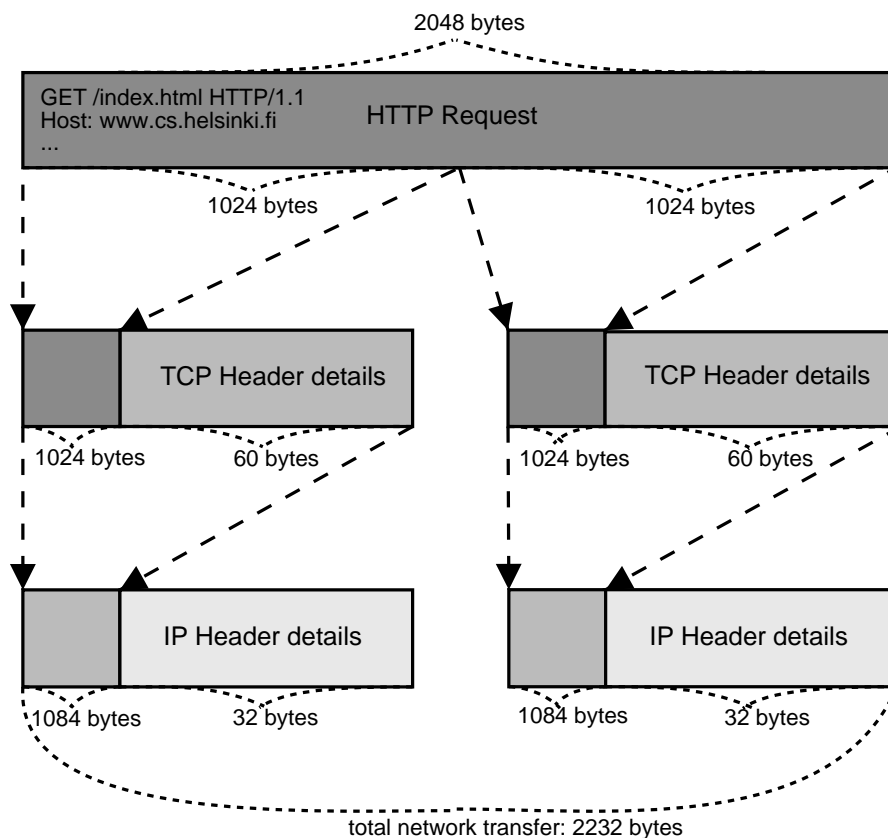 2048 bytes
GET /index.html HTTP/1.1
Host: www.cs.helsinki.fi
...
HTTP Request
1024 bytes
1024 bytes
TCP Header details
TCP Header details
1024 bytes
60 bytes
1024 bytes
60 bytes
IP Header details
IP Header details
1084 bytes
32 bytes
1084 bytes
32 bytes
total network transfer: 2232 bytes